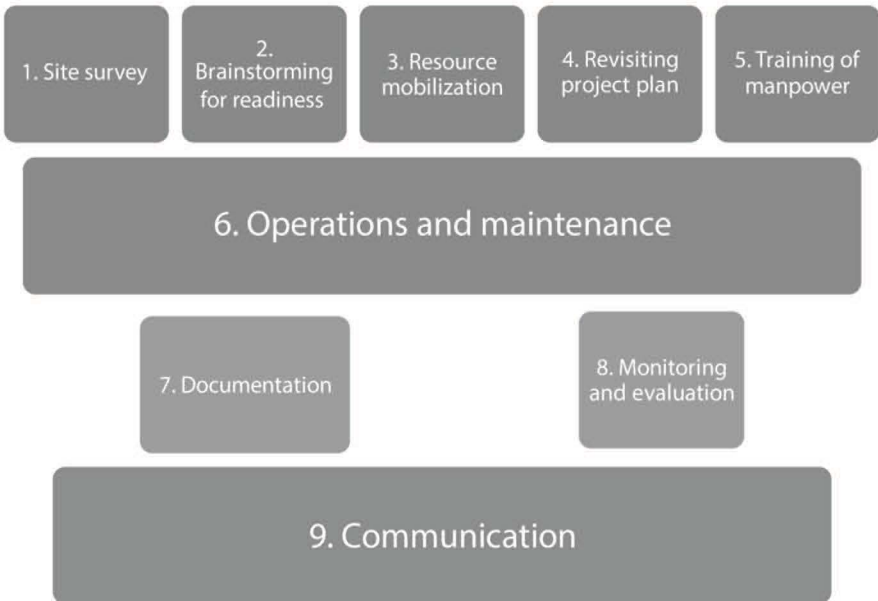 1. Site survey
2.
Brainstorming
for readiness
3. Resource
mobilization
4. Revisiting
project plan
5. Training of
manpower
6. Operations and maintenance
7. Documentation
8. Monitoring
and evaluation
9. Communication